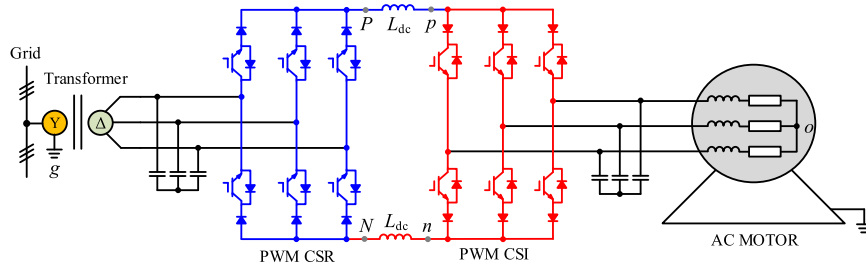 P
L_dc
p
Grid
Transformer
Y
Δ
g
o
N
L_dc
n
PWM CSR
PWM CSI
AC MOTOR